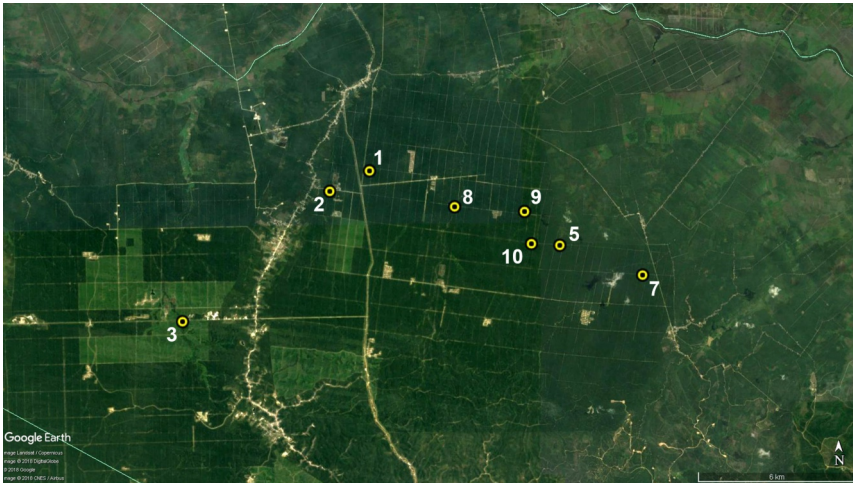 1
2
8
9
10
5
7
3
Google Earth
Image Landsat / Copernicus
Image © 2018 DigitalGlobe
© 2018 Google
Image © 2018 CNES / Airbus
N
6 km